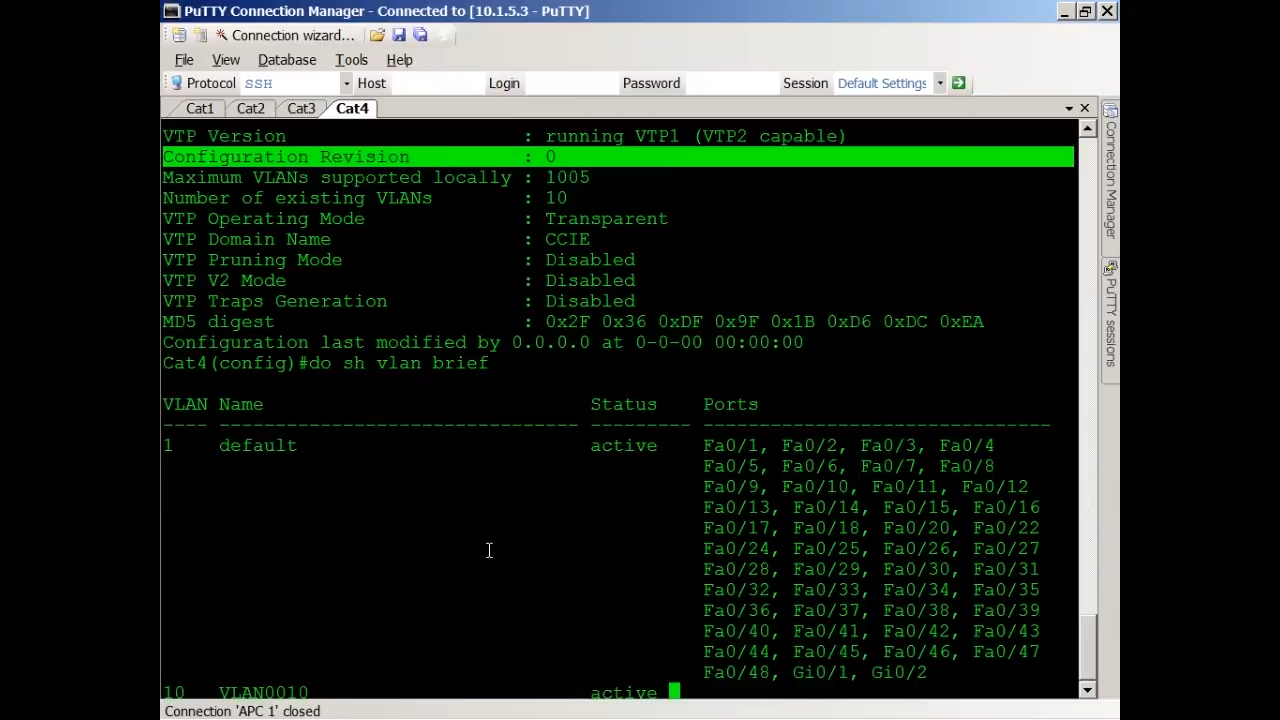 PuTTY Connection Manager - Connected to [10.1.5.3 - PuTTY]
Connection wizard...
File View Database Tools Help
Protocol SSH Host Login Password Session Default Settings
Cat1 Cat2 Cat3 Cat4
VTP Version : running VTP1 (VTP2 capable)
Configuration Revision : 0
Maximum VLANs supported locally : 1005
Number of existing VLANs : 10
VTP Operating Mode : Transparent
VTP Domain Name : CCIE
VTP Pruning Mode : Disabled
VTP V2 Mode : Disabled
VTP Traps Generation : Disabled
MD5 digest : 0x2F 0x36 0xDF 0x9F 0x1B 0xD6 0xDC 0xEA
Configuration last modified by 0.0.0.0 at 0-0-00 00:00:00
Cat4(config)#do sh vlan brief
VLAN Name Status Ports
---- -------------------------------- --------- -------------------------------
1 default active Fa0/1, Fa0/2, Fa0/3, Fa0/4
Fa0/5, Fa0/6, Fa0/7, Fa0/8
Fa0/9, Fa0/10, Fa0/11, Fa0/12
Fa0/13, Fa0/14, Fa0/15, Fa0/16
Fa0/17, Fa0/18, Fa0/20, Fa0/22
Fa0/24, Fa0/25, Fa0/26, Fa0/27
Fa0/28, Fa0/29, Fa0/30, Fa0/31
Fa0/32, Fa0/33, Fa0/34, Fa0/35
Fa0/36, Fa0/37, Fa0/38, Fa0/39
Fa0/40, Fa0/41, Fa0/42, Fa0/43
Fa0/44, Fa0/45, Fa0/46, Fa0/47
Fa0/48, Gi0/1, Gi0/2
10 VLAN0010 active
Connection Manager
PuTTY sessions
Connection 'APC 1' closed